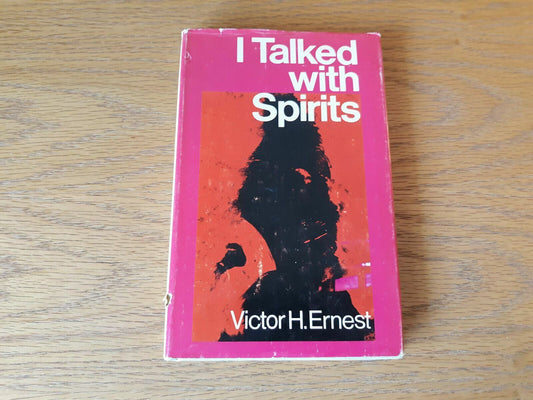 I Talked
with
Spirits
Victor H. Ernest